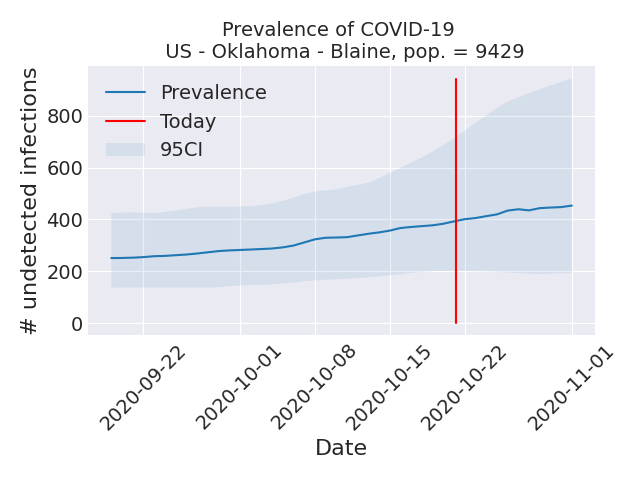 Prevalence of COVID-19
US - Oklahoma - Blaine, pop. = 9429
# undetected infections
800
600
400
200
0
Prevalence
Today
95CI
2020-09-22
2020-10-01
2020-10-08
2020-10-15
2020-10-22
2020-11-01
Date